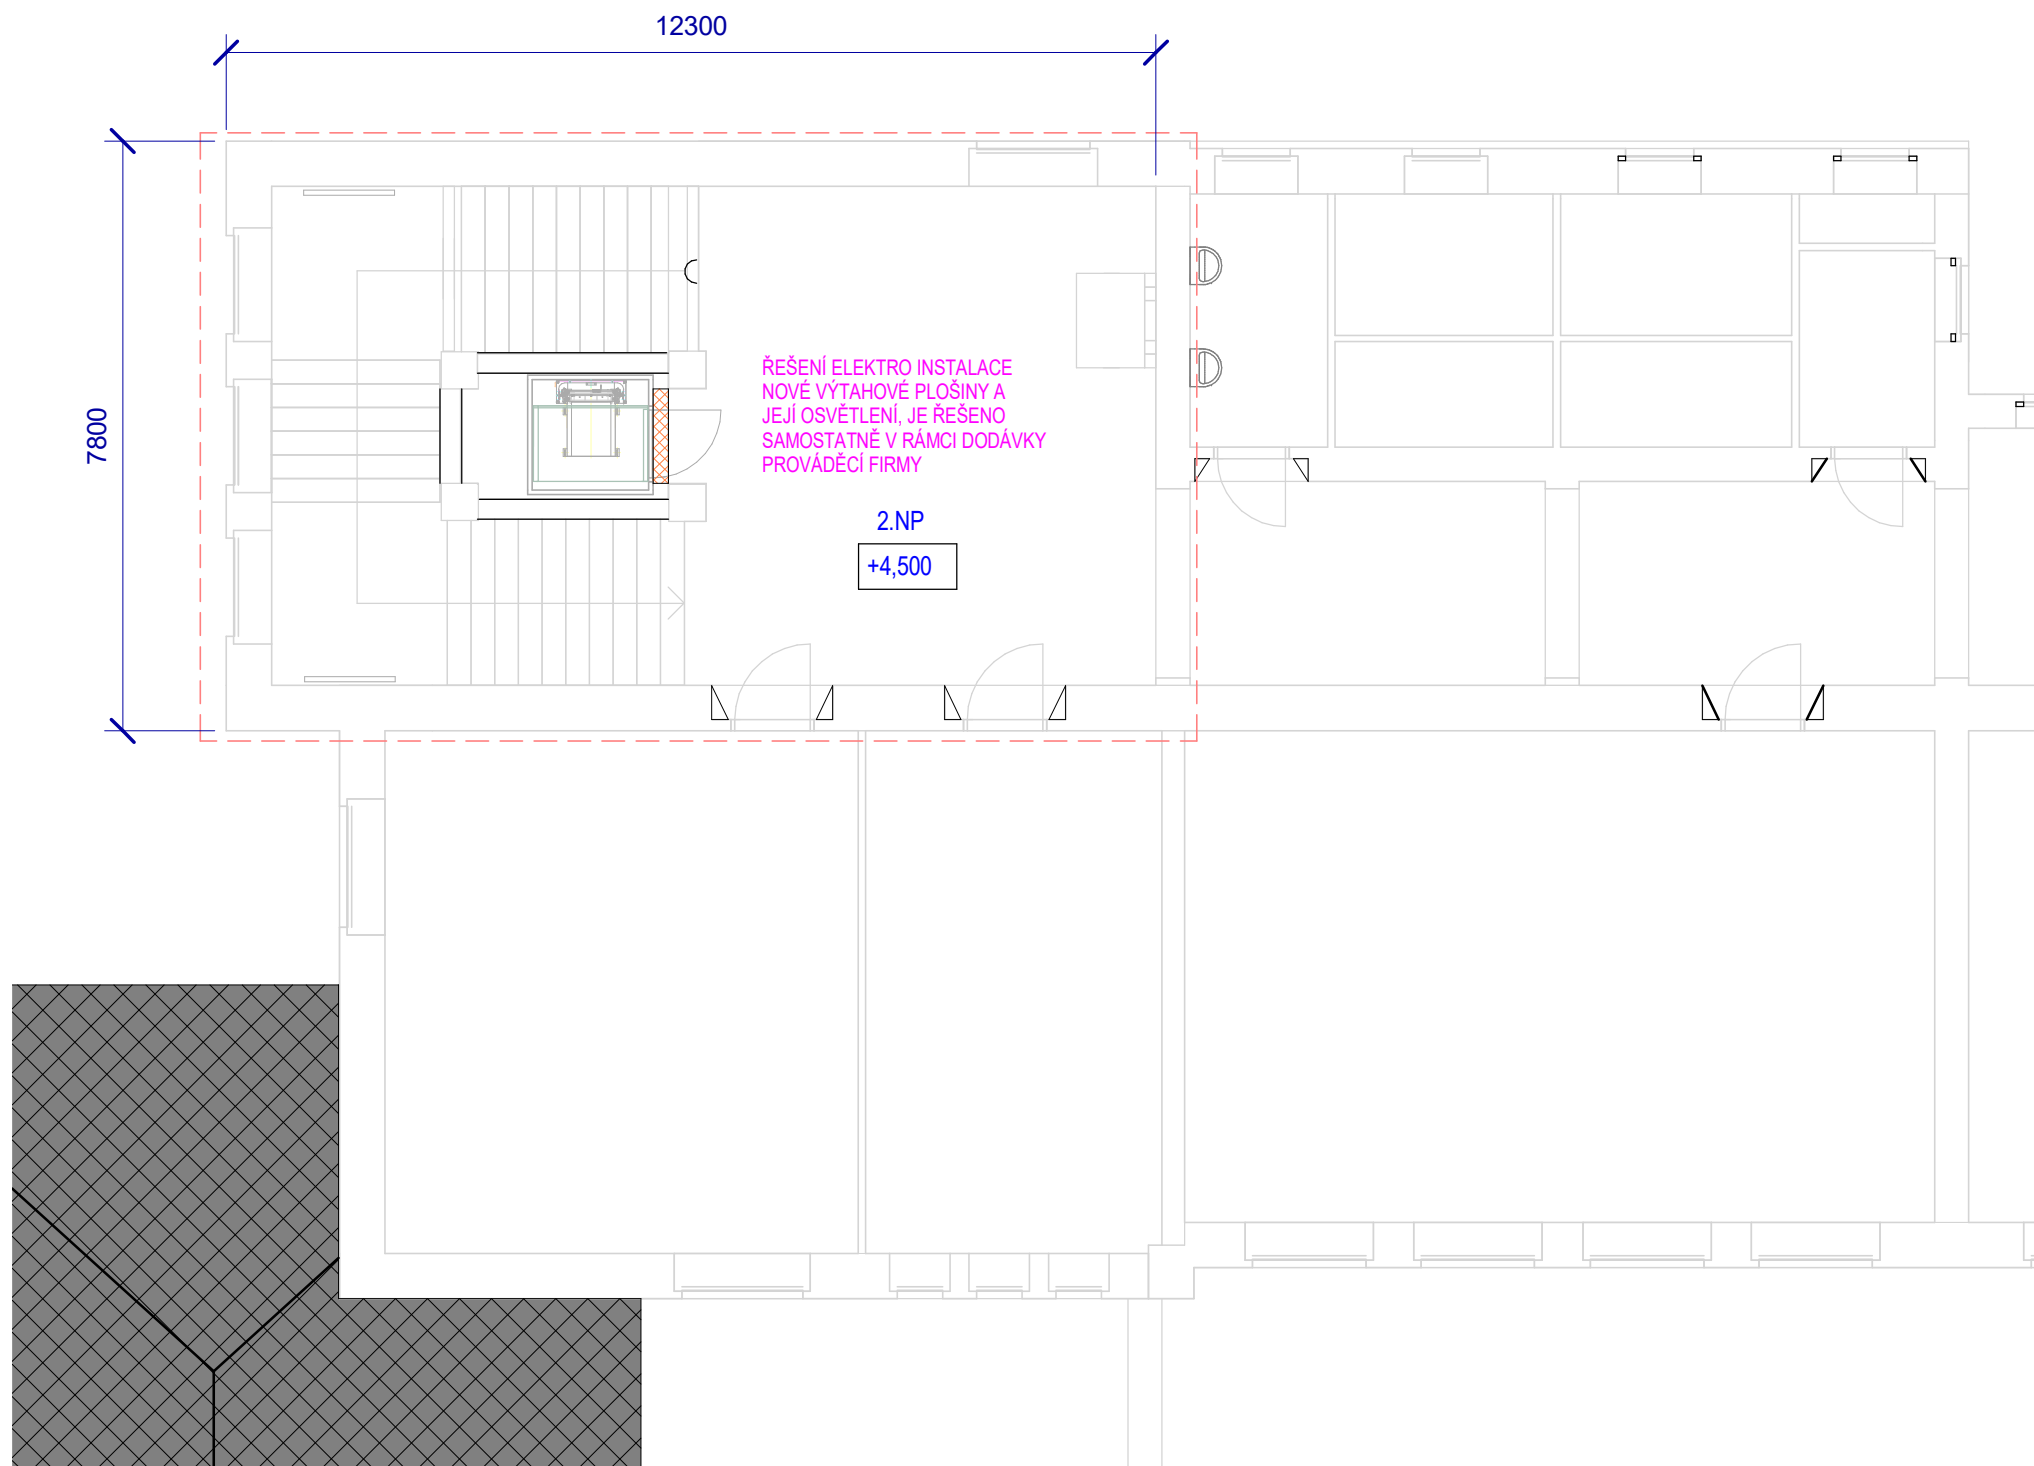 12300
7800
ŘEŠENÍ ELEKTRO INSTALACE
NOVÉ VÝTAHOVÉ PLOŠINY A
JEJÍ OSVĚTLENÍ, JE ŘEŠENO
SAMOSTATNĚ V RÁMCI DODÁVKY
PROVÁDĚCÍ FIRMY
2.NP
+4,500